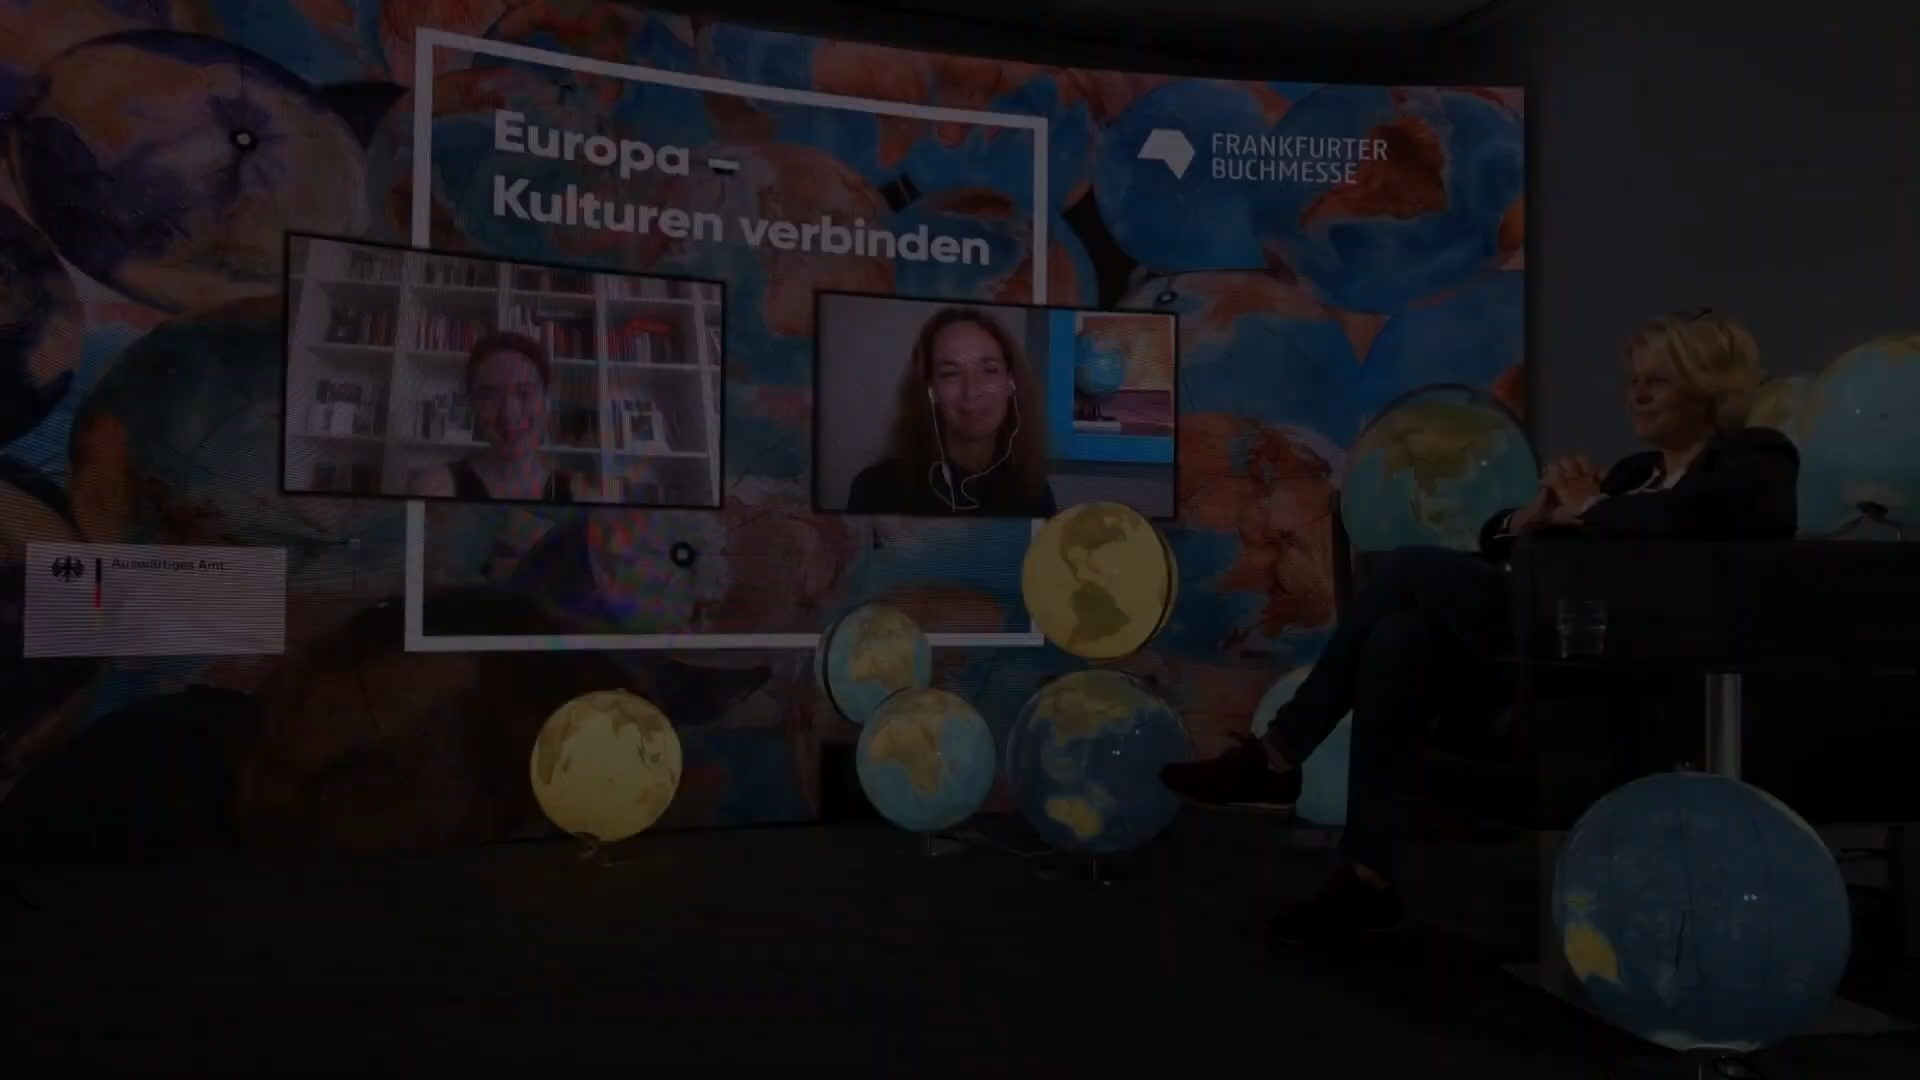 Europa –
Kulturen verbinden
FRANKFURTER
BUCHMESSE
Auswärtiges Amt